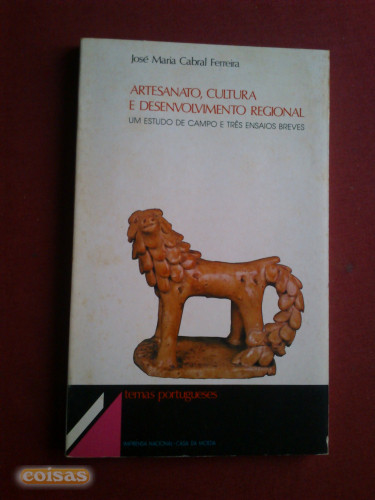 José Maria Cabral Ferreira
ARTESANATO, CULTURA
E DESENVOLVIMENTO REGIONAL
UM ESTUDO DE CAMPO E TRÊS ENSAIOS BREVES
temas portugueses
IMPRENSA NACIONAL-CASA DA MOEDA
coisas